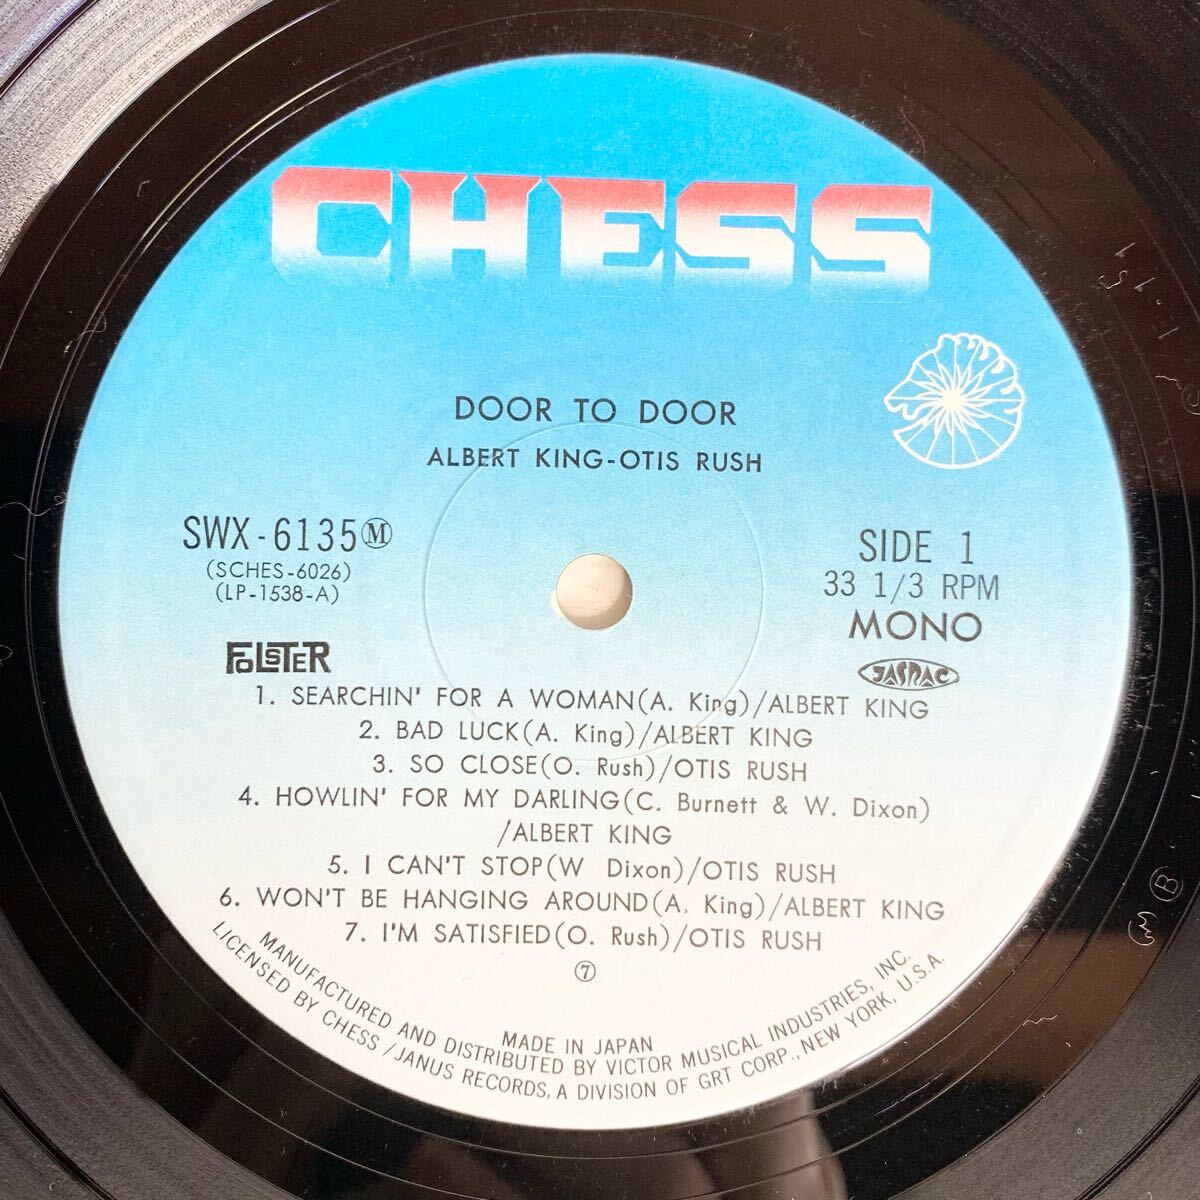 CHESS
DOOR TO DOOR
ALBERT KING-OTIS RUSH
SWX-6135Ⓜ
(SCHES-6026)
(LP-1538-A)
SIDE 1
33 1/3 RPM
MONO
FOLSTER
JASRAC
1. SEARCHIN' FOR A WOMAN(A. King)/ALBERT KING
2. BAD LUCK(A. King)/ALBERT KING
3. SO CLOSE(O. Rush)/OTIS RUSH
4. HOWLIN' FOR MY DARLING(C. Burnett & W. Dixon)
/ALBERT KING
5. I CAN'T STOP(W Dixon)/OTIS RUSH
6. WON'T BE HANGING AROUND(A. King)/ALBERT KING
7. I'M SATISFIED(O. Rush)/OTIS RUSH
⑦
MADE IN JAPAN
MANUFACTURED AND DISTRIBUTED BY VICTOR MUSICAL INDUSTRIES, INC.
LICENSED BY CHESS/JANUS RECORDS, A DIVISION OF GRT CORP., NEW YORK, U.S.A.